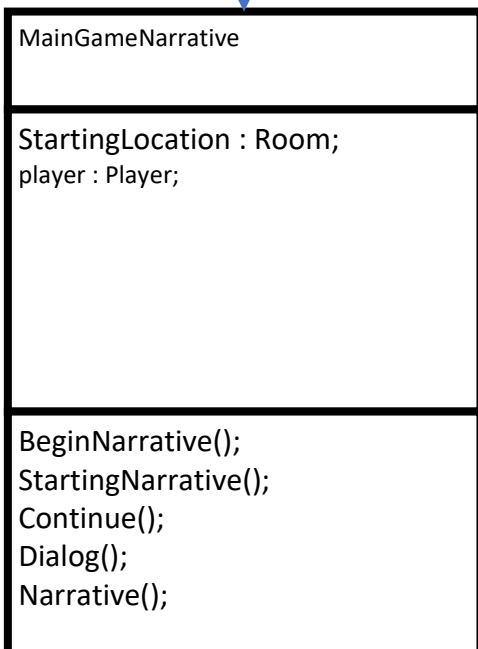 MainGameNarrative
StartingLocation : Room;
player : Player;
BeginNarrative();
StartingNarrative();
Continue();
Dialog();
Narrative();